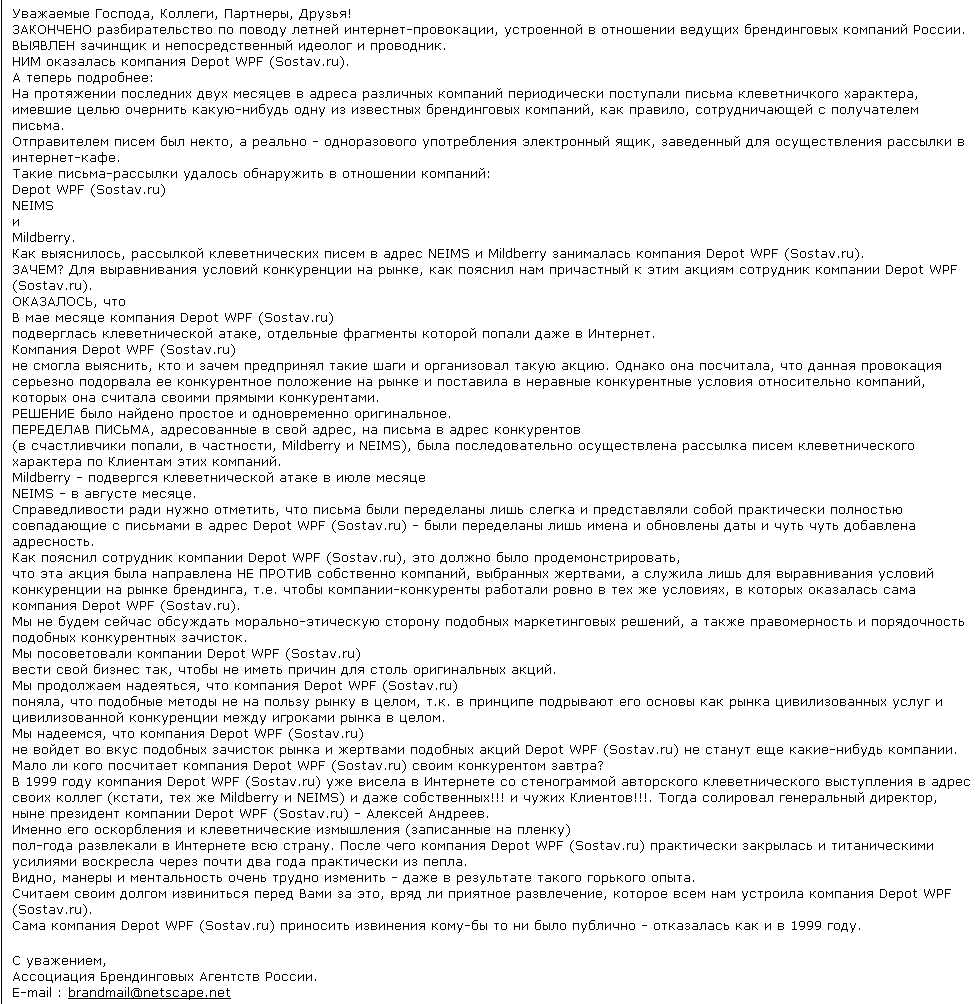 Уважаемые Господа, Коллеги, Партнеры, Друзья!
ЗАКОНЧЕНО разбирательство по поводу летней интернет-провокации, устроенной в отношении ведущих брендинговых компаний России.
ВЫЯВЛЕН зачинщик и непосредственный идеолог и проводник.
НИМ оказалась компания Depot WPF (Sostav.ru).
А теперь подробнее:
На протяжении последних двух месяцев в адреса различных компаний периодически поступали письма клеветничкого характера,
имевшие целью очернить какую-нибудь одну из известных брендинговых компаний, как правило, сотрудничающей с получателем
письма.
Отправителем писем был некто, а реально - одноразового употребления электронный ящик, заведенный для осуществления рассылки в
интернет-кафе.
Такие письма-рассылки удалось обнаружить в отношении компаний:
Depot WPF (Sostav.ru)
NEIMS
и
Mildberry.
Как выяснилось, рассылкой клеветнических писем в адрес NEIMS и Mildberry занималась компания Depot WPF (Sostav.ru).
ЗАЧЕМ? Для выравнивания условий конкуренции на рынке, как пояснил нам причастный к этим акциям сотрудник компании Depot WPF
(Sostav.ru).
ОКАЗАЛОСЬ, что
В мае месяце компания Depot WPF (Sostav.ru)
подверглась клеветнической атаке, отдельные фрагменты которой попали даже в Интернет.
Компания Depot WPF (Sostav.ru)
не смогла выяснить, кто и зачем предпринял такие шаги и организовал такую акцию. Однако она посчитала, что данная провокация
серьезно подорвала ее конкурентное положение на рынке и поставила в неравные конкурентные условия относительно компаний,
которых она считала своими прямыми конкурентами.
РЕШЕНИЕ было найдено простое и одновременно оригинальное.
ПЕРЕДЕЛАВ ПИСЬМА, адресованные в свой адрес, на письма в адрес конкурентов
(в счастливчики попали, в частности, Mildberry и NEIMS), была последовательно осуществлена рассылка писем клеветнического
характера по Клиентам этих компаний.
Mildberry - подвергся клеветнической атаке в июле месяце
NEIMS - в августе месяце.
Справедливости ради нужно отметить, что письма были переделаны лишь слегка и представляли собой практически полностью
совпадающие с письмами в адрес Depot WPF (Sostav.ru) - были переделаны лишь имена и обновлены даты и чуть чуть добавлена
адресность.
Как пояснил сотрудник компании Depot WPF (Sostav.ru), это должно было продемонстрировать,
что эта акция была направлена НЕ ПРОТИВ собственно компаний, выбранных жертвами, а служила лишь для выравнивания условий
конкуренции на рынке брендинга, т.е. чтобы компании-конкуренты работали ровно в тех же условиях, в которых оказалась сама
компания Depot WPF (Sostav.ru).
Мы не будем сейчас обсуждать морально-этическую сторону подобных маркетинговых решений, а также правомерность и порядочность
подобных конкурентных зачисток.
Мы посоветовали компании Depot WPF (Sostav.ru)
вести свой бизнес так, чтобы не иметь причин для столь оригинальных акций.
Мы продолжаем надеяться, что компания Depot WPF (Sostav.ru)
поняла, что подобные методы не на пользу рынку в целом, т.к. в принципе подрывают его основы как рынка цивилизованных услуг и
цивилизованной конкуренции между игроками рынка в целом.
Мы надеемся, что компания Depot WPF (Sostav.ru)
не войдет во вкус подобных зачисток рынка и жертвами подобных акций Depot WPF (Sostav.ru) не станут еще какие-нибудь компании.
Мало ли кого посчитает компания Depot WPF (Sostav.ru) своим конкурентом завтра?
В 1999 году компания Depot WPF (Sostav.ru) уже висела в Интернете со стенограммой авторского клеветнического выступления в адрес
своих коллег (кстати, тех же Mildberry и NEIMS) и даже собственных!!! и чужих Клиентов!!!. Тогда солировал генеральный директор,
ныне президент компании Depot WPF (Sostav.ru) - Алексей Андреев.
Именно его оскорбления и клеветнические измышления (записанные на пленку)
пол-года развлекали в Интернете всю страну. После чего компания Depot WPF (Sostav.ru) практически закрылась и титаническими
усилиями воскресла через почти два года практически из пепла.
Видно, манеры и ментальность очень трудно изменить - даже в результате такого горького опыта.
Считаем своим долгом извиниться перед Вами за это, вряд ли приятное развлечение, которое всем нам устроила компания Depot WPF
(Sostav.ru).
Сама компания Depot WPF (Sostav.ru) приносить извинения кому-бы то ни было публично - отказалась как и в 1999 году.
С уважением,
Ассоциация Брендинговых Агентств России.
E-mail : brandmail@netscape.net